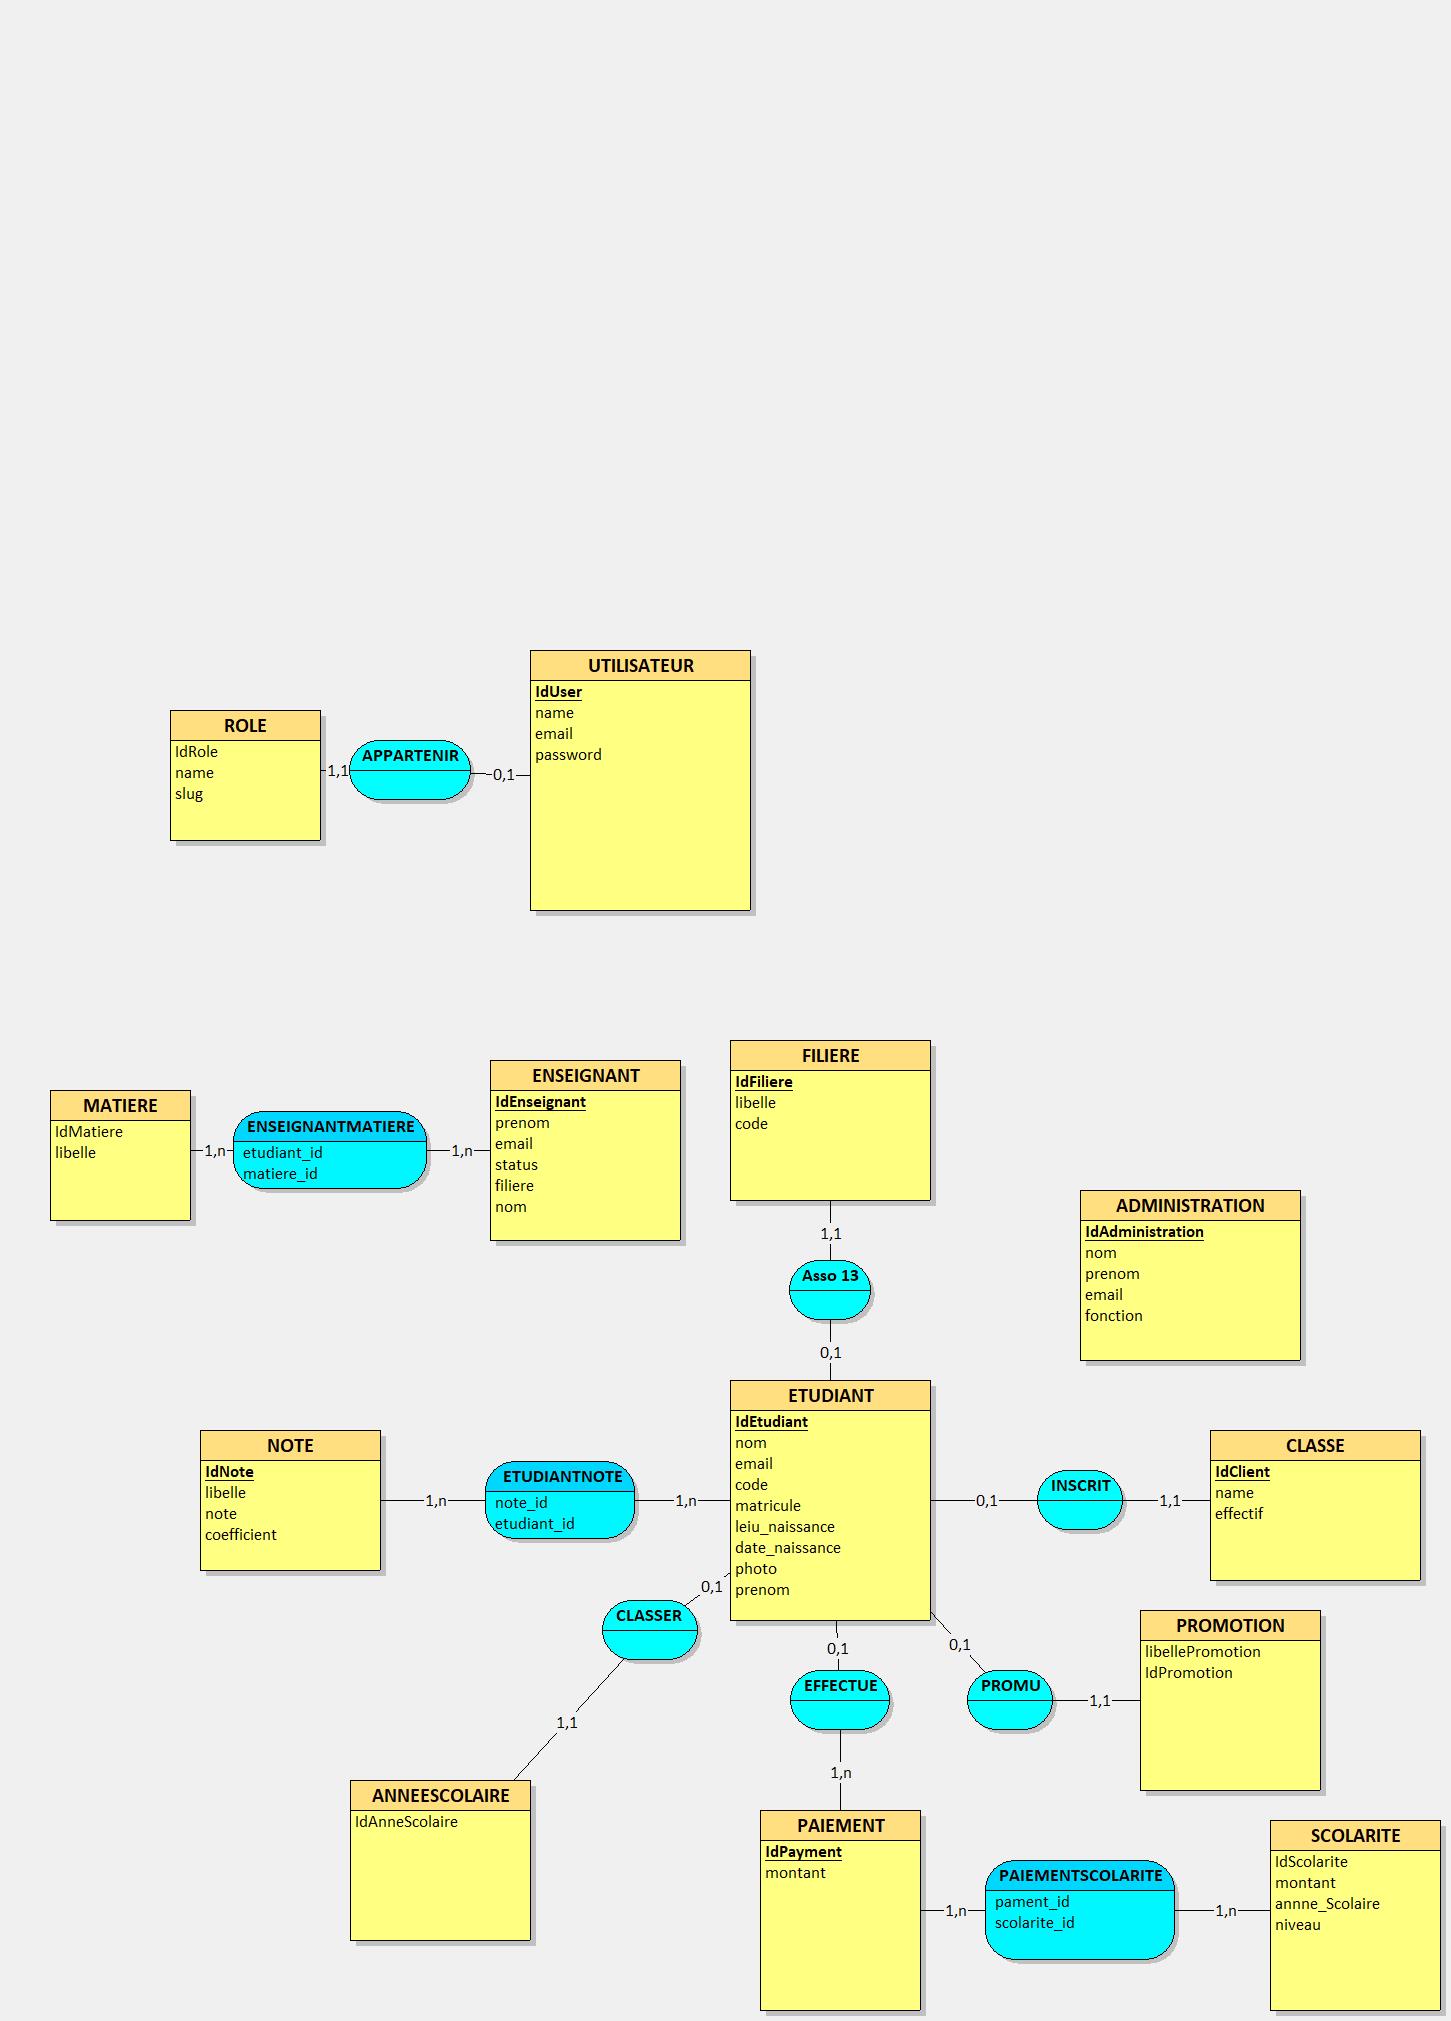 UTILISATEUR
IdUser
name
email
password
ROLE
IdRole
name
slug
1,1
APPARTENIR
0,1
MATIERE
IdMatiere
libelle
1,n
ENSEIGNANTMATIERE
etudiant_id
matiere_id
1,n
ENSEIGNANT
IdEnseignant
prenom
email
status
filiere
nom
FILIERE
IdFiliere
libelle
code
1,1
Asso 13
0,1
ADMINISTRATION
IdAdministration
nom
prenom
email
fonction
ETUDIANT
IdEtudiant
nom
email
code
matricule
leiu_naissance
date_naissance
photo
prenom
NOTE
IdNote
libelle
note
coefficient
1,n
ETUDIANTNOTE
note_id
etudiant_id
1,n
0,1
INSCRIT
1,1
CLASSE
IdClient
name
effectif
0,1
CLASSER
1,1
ANNEESCOLAIRE
IdAnneScolaire
0,1
EFFECTUE
1,n
0,1
PROMU
1,1
PROMOTION
libellePromotion
IdPromotion
PAIEMENT
IdPayment
montant
1,n
PAIEMENTSCOLARITE
pament_id
scolarite_id
1,n
SCOLARITE
IdScolarite
montant
annne_Scolaire
niveau